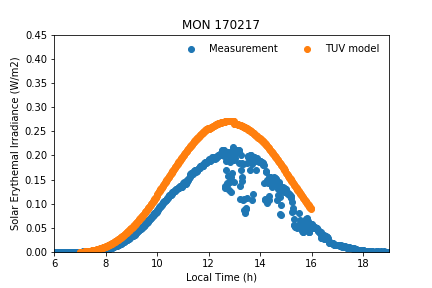 MON 170217
Measurement TUV model
Solar Erythemal Irradiance (W/m2)
0.45
0.40
0.35
0.30
0.25
0.20
0.15
0.10
0.05
0.00
6 8 10 12 14 16 18
Local Time (h)